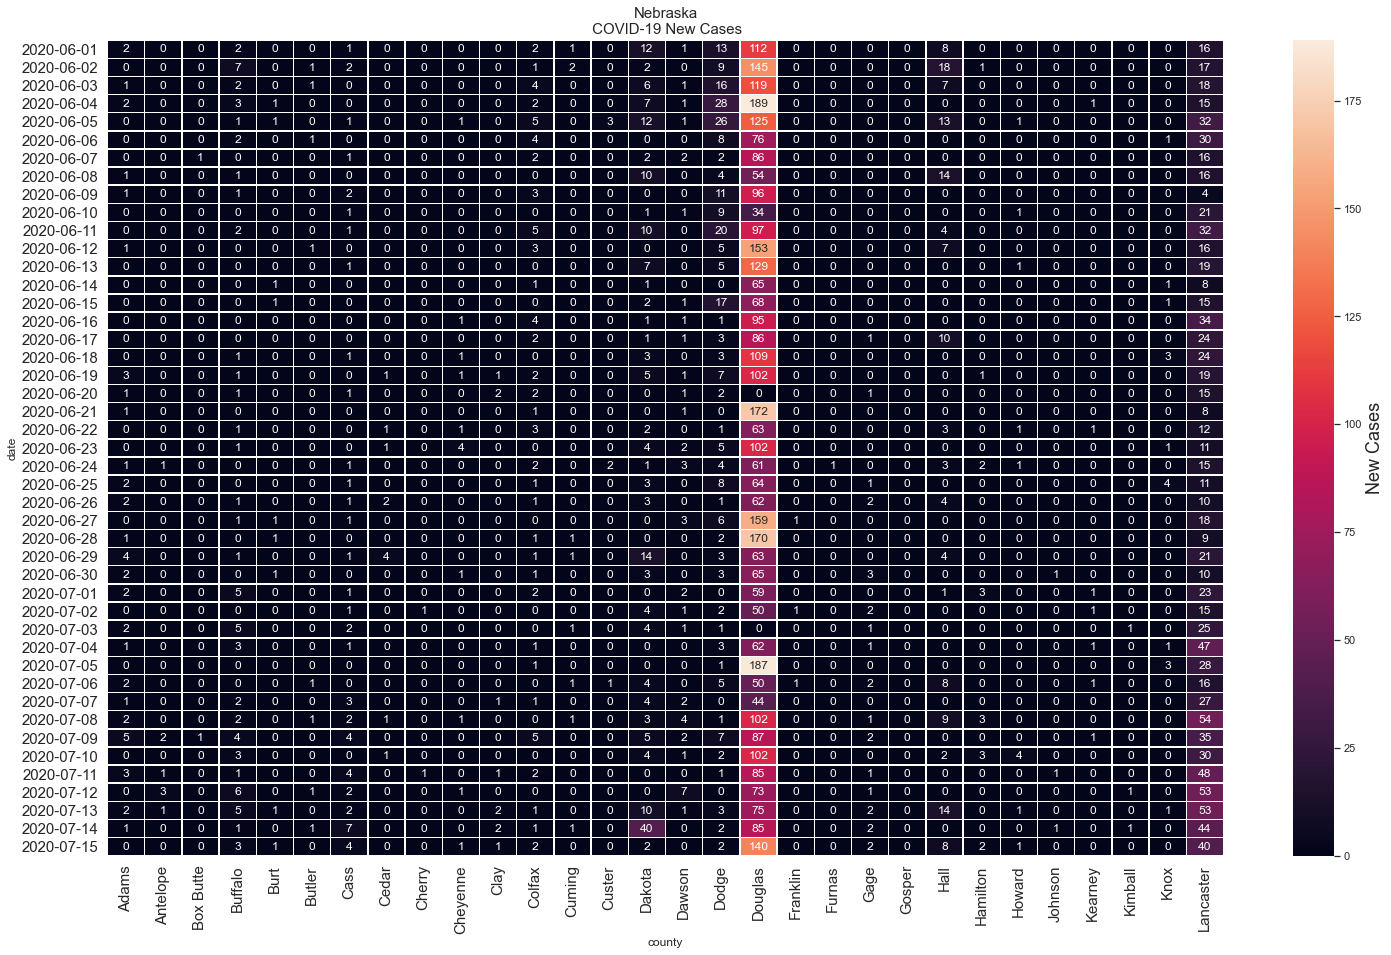 Nebraska
COVID-19 New Cases
2020-06-01 2 0 0 2 0 0 1 0 0 0 0 2 1 0 12 1 13 112 0 0 0 0 8 0 0 0 0 0 0 16
2020-06-02 0 0 0 7 0 1 2 0 0 0 0 1 2 0 2 0 9 145 0 0 0 0 18 1 0 0 0 0 0 17
2020-06-03 1 0 0 2 0 1 0 0 0 0 0 4 0 0 6 1 16 119 0 0 0 0 7 0 0 0 0 0 0 18
2020-06-04 2 0 0 3 1 0 0 0 0 0 0 2 0 0 7 1 28 189 0 0 0 0 0 0 0 0 1 0 0 15
2020-06-05 0 0 0 1 1 0 1 0 0 1 0 5 0 3 12 1 26 125 0 0 0 0 13 0 1 0 0 0 0 32
2020-06-06 0 0 0 2 0 1 0 0 0 0 0 4 0 0 0 0 8 76 0 0 0 0 0 0 0 0 0 0 1 30
2020-06-07 0 0 1 0 0 0 1 0 0 0 0 2 0 0 2 2 2 86 0 0 0 0 0 0 0 0 0 0 0 16
2020-06-08 1 0 0 1 0 0 0 0 0 0 0 0 0 0 10 0 4 54 0 0 0 0 14 0 0 0 0 0 0 16
2020-06-09 1 0 0 1 0 0 2 0 0 0 0 3 0 0 0 0 11 96 0 0 0 0 0 0 0 0 0 0 0 4
2020-06-10 0 0 0 0 0 0 1 0 0 0 0 0 0 0 1 1 9 34 0 0 0 0 0 0 1 0 0 0 0 21
2020-06-11 0 0 0 2 0 0 1 0 0 0 0 5 0 0 10 0 20 97 0 0 0 0 4 0 0 0 0 0 0 32
2020-06-12 1 0 0 0 0 1 0 0 0 0 0 3 0 0 0 0 5 153 0 0 0 0 7 0 0 0 0 0 0 16
2020-06-13 0 0 0 0 0 0 1 0 0 0 0 0 0 0 7 0 5 129 0 0 0 0 0 0 1 0 0 0 0 19
2020-06-14 0 0 0 0 1 0 0 0 0 0 0 1 0 0 1 0 0 65 0 0 0 0 0 0 0 0 0 0 1 8
2020-06-15 0 0 0 0 1 0 0 0 0 0 0 0 0 0 2 1 17 68 0 0 0 0 0 0 0 0 0 0 1 15
2020-06-16 0 0 0 0 0 0 0 0 0 1 0 4 0 0 1 1 1 95 0 0 0 0 0 0 0 0 0 0 0 34
2020-06-17 0 0 0 0 0 0 0 0 0 0 0 2 0 0 1 1 3 86 0 0 1 0 10 0 0 0 0 0 0 24
2020-06-18 0 0 0 1 0 0 1 0 0 1 0 0 0 0 3 0 3 109 0 0 0 0 0 0 0 0 0 0 3 24
2020-06-19 3 0 0 1 0 0 0 1 0 1 1 2 0 0 5 1 7 102 0 0 0 0 0 1 0 0 0 0 0 19
2020-06-20 1 0 0 1 0 0 1 0 0 0 2 2 0 0 0 1 2 0 0 0 1 0 0 0 0 0 0 0 0 15
2020-06-21 1 0 0 0 0 0 0 0 0 0 0 1 0 0 0 1 0 172 0 0 0 0 0 0 0 0 0 0 0 8
2020-06-22 0 0 0 1 0 0 0 1 0 1 0 3 0 0 2 0 1 63 0 0 0 0 3 0 1 0 1 0 0 12
2020-06-23 0 0 0 1 0 0 0 1 0 4 0 0 0 0 4 2 5 102 0 0 0 0 0 0 0 0 0 0 1 11
2020-06-24 1 1 0 0 0 0 1 0 0 0 0 2 0 2 1 3 4 61 0 1 0 0 3 2 1 0 0 0 0 15
2020-06-25 2 0 0 0 0 0 1 0 0 0 0 1 0 0 3 0 8 64 0 0 1 0 0 0 0 0 0 0 4 11
2020-06-26 2 0 0 1 0 0 1 2 0 0 0 1 0 0 3 0 1 62 0 0 2 0 4 0 0 0 0 0 0 10
2020-06-27 0 0 0 1 1 0 1 0 0 0 0 0 0 0 0 3 6 159 1 0 0 0 0 0 0 0 0 0 0 18
2020-06-28 1 0 0 0 1 0 0 0 0 0 0 1 1 0 0 0 2 170 0 0 0 0 0 0 0 0 0 0 0 9
2020-06-29 4 0 0 1 0 0 1 4 0 0 0 1 1 0 14 0 3 63 0 0 0 0 4 0 0 0 0 0 0 21
2020-06-30 2 0 0 0 1 0 0 0 0 1 0 1 0 0 3 0 3 65 0 0 3 0 0 0 0 1 0 0 0 10
2020-07-01 2 0 0 5 0 0 1 0 0 0 0 2 0 0 0 2 0 59 0 0 0 0 1 3 0 0 1 0 0 23
2020-07-02 0 0 0 0 0 0 1 0 1 0 0 0 0 0 4 1 2 50 1 0 2 0 0 0 0 0 1 0 0 15
2020-07-03 2 0 0 5 0 0 2 0 0 0 0 0 1 0 4 1 1 0 0 0 1 0 0 0 0 0 0 1 0 25
2020-07-04 1 0 0 3 0 0 1 0 0 0 0 1 0 0 0 0 3 62 0 0 1 0 0 0 0 0 1 0 1 47
2020-07-05 0 0 0 0 0 0 0 0 0 0 0 1 0 0 0 0 1 187 0 0 0 0 0 0 0 0 0 0 3 28
2020-07-06 2 0 0 0 0 1 0 0 0 0 0 0 1 1 4 0 5 50 1 0 2 0 8 0 0 0 1 0 0 16
2020-07-07 1 0 0 2 0 0 3 0 0 0 1 1 0 0 4 2 0 44 0 0 0 0 0 0 0 0 0 0 0 27
2020-07-08 2 0 0 2 0 1 2 1 0 1 0 0 1 0 3 4 1 102 0 0 1 0 9 3 0 0 0 0 0 54
2020-07-09 5 2 1 4 0 0 4 0 0 0 0 5 0 0 5 2 7 87 0 0 2 0 0 0 0 0 1 0 0 35
2020-07-10 0 0 0 3 0 0 0 1 0 0 0 0 0 0 4 1 2 102 0 0 0 0 2 3 4 0 0 0 0 30
2020-07-11 3 1 0 1 0 0 4 0 1 0 1 2 0 0 0 0 1 85 0 0 1 0 0 0 0 1 0 0 0 48
2020-07-12 0 3 0 6 0 1 2 0 0 1 0 0 0 0 0 7 0 73 0 0 1 0 0 0 0 0 0 1 0 53
2020-07-13 2 1 0 5 1 0 2 0 0 0 2 1 0 0 10 1 3 75 0 0 2 0 14 0 1 0 0 0 1 53
2020-07-14 1 0 0 1 0 1 7 0 0 0 2 1 1 0 40 0 2 85 0 0 2 0 0 0 0 1 0 1 0 44
2020-07-15 0 0 0 3 1 0 4 0 0 1 1 2 0 0 2 0 2 140 0 0 2 0 8 2 1 0 0 0 0 40
date
Adams Antelope Box Butte Buffalo Burt Butler Cass Cedar Cherry Cheyenne Clay Colfax Cuming Custer Dakota Dawson Dodge Douglas Franklin Furnas Gage Gosper Hall Hamilton Howard Johnson Kearney Kimball Knox Lancaster
county
175
150
125
100
75
50
25
0
New Cases